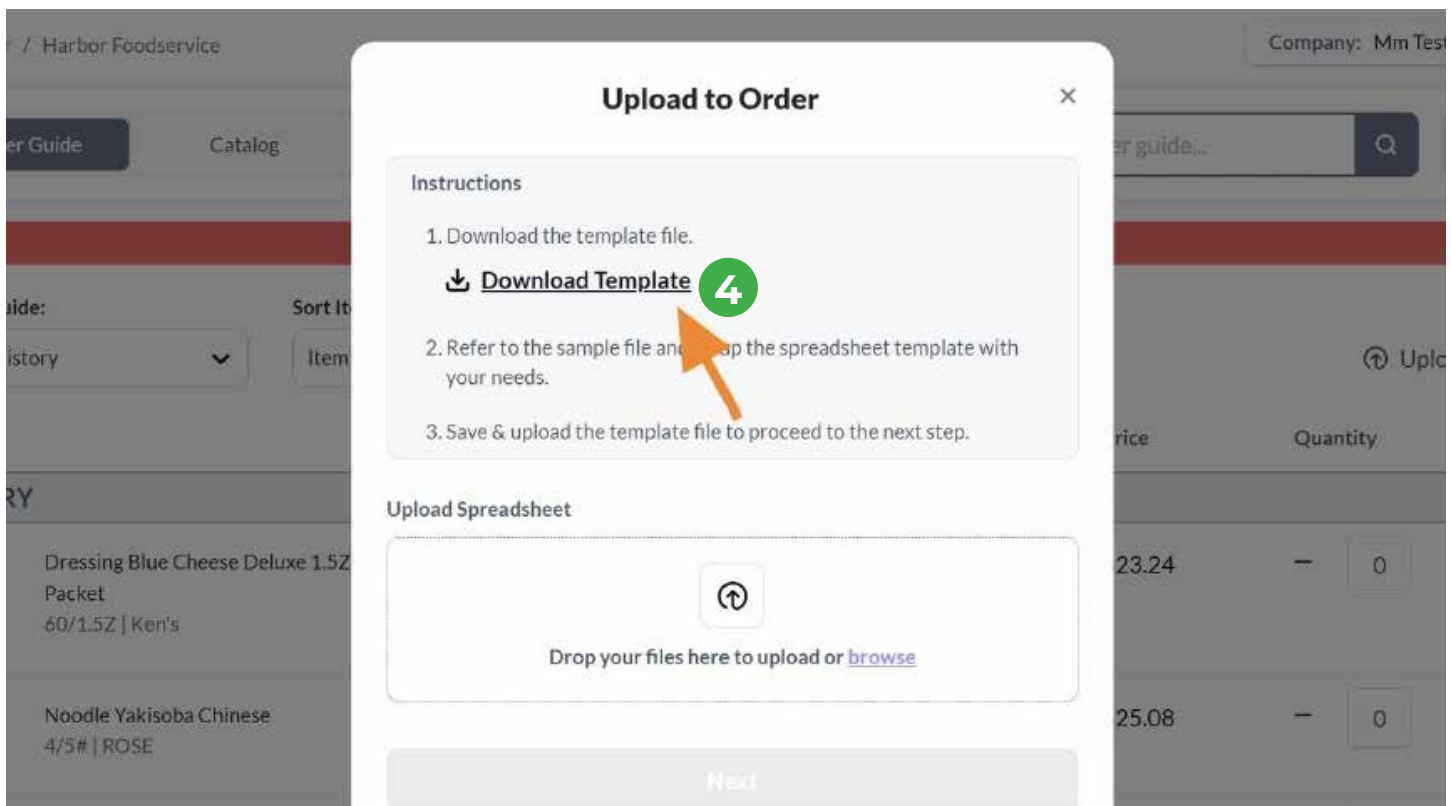 / Harbor Foodservice
Company: Mm Test
Upload to Order
er Guide
Catalog
er guide...
Instructions
1. Download the template file.
Download Template
4
uide:
Sort It
istory
Item
2. Refer to the sample file and up the spreadsheet template with
your needs.
Uplo
3. Save & upload the template file to proceed to the next step.
rice
Quantity
RY
Upload Spreadsheet
Dressing Blue Cheese Deluxe 1.5Z
Packet
60/1.5Z | Ken's
23.24
0
Drop your files here to upload or browse
Noodle Yakisoba Chinese
4/5# | ROSE
25.08
0
Next